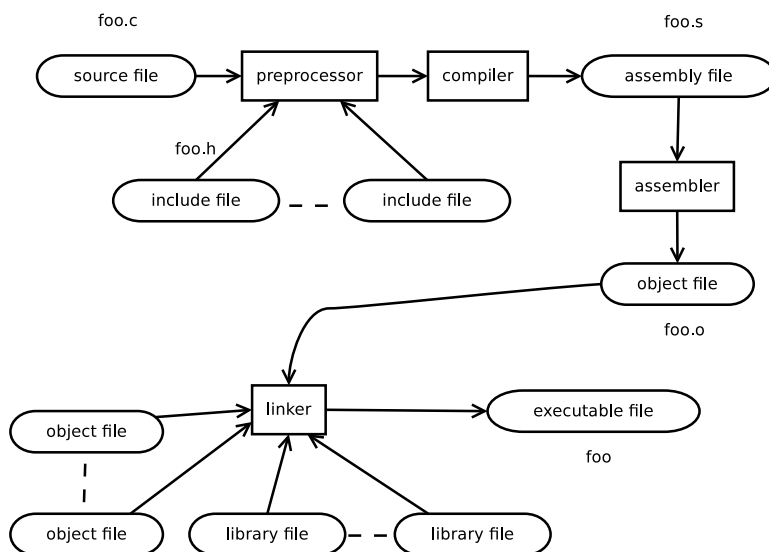 foo.c
foo.s
source file
preprocessor
compiler
assembly file
foo.h
include file
include file
assembler
object file
foo.o
linker
executable file
object file
foo
object file
library file
library file